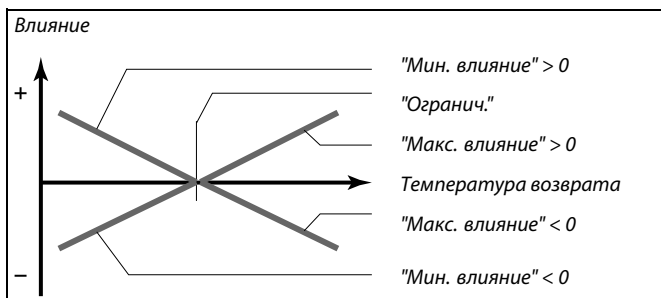 Влияние
"Мин. влияние" > 0
+
"Огранич."
"Макс. влияние" > 0
Температура возврата
"Макс. влияние" < 0
–
"Мин. влияние" < 0